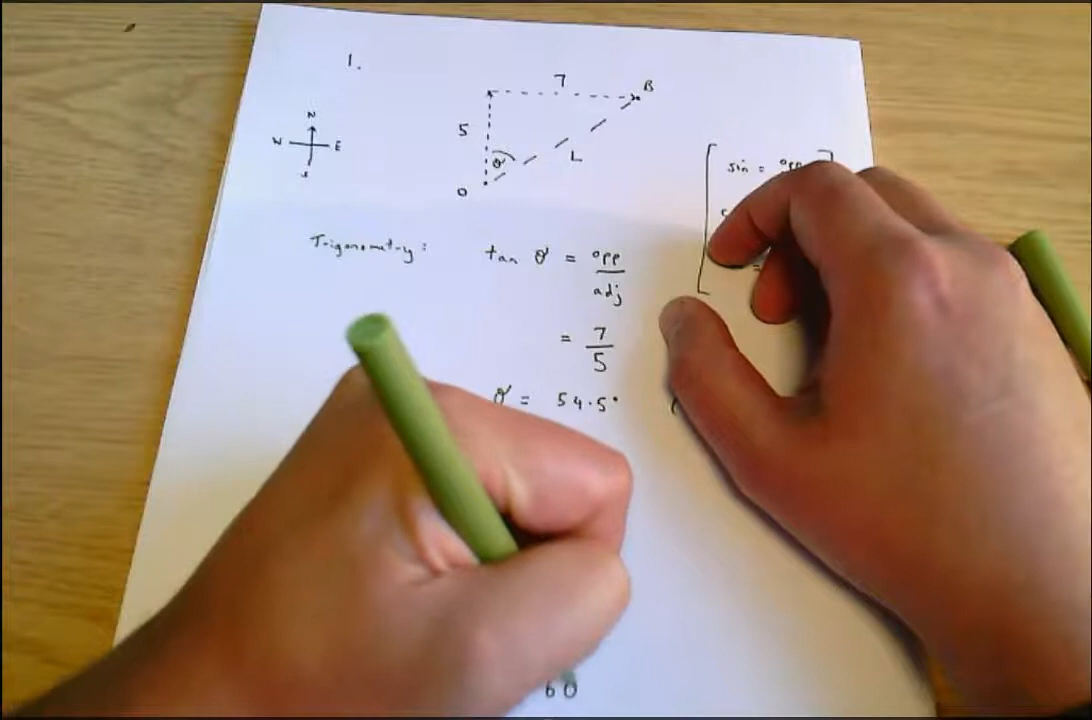 1.
7
B
N
5
W
E
θ
L
O
sin = opp
Trigonometry:
tan θ = opp
adj
=
= 7
5
θ = 54.5°
60